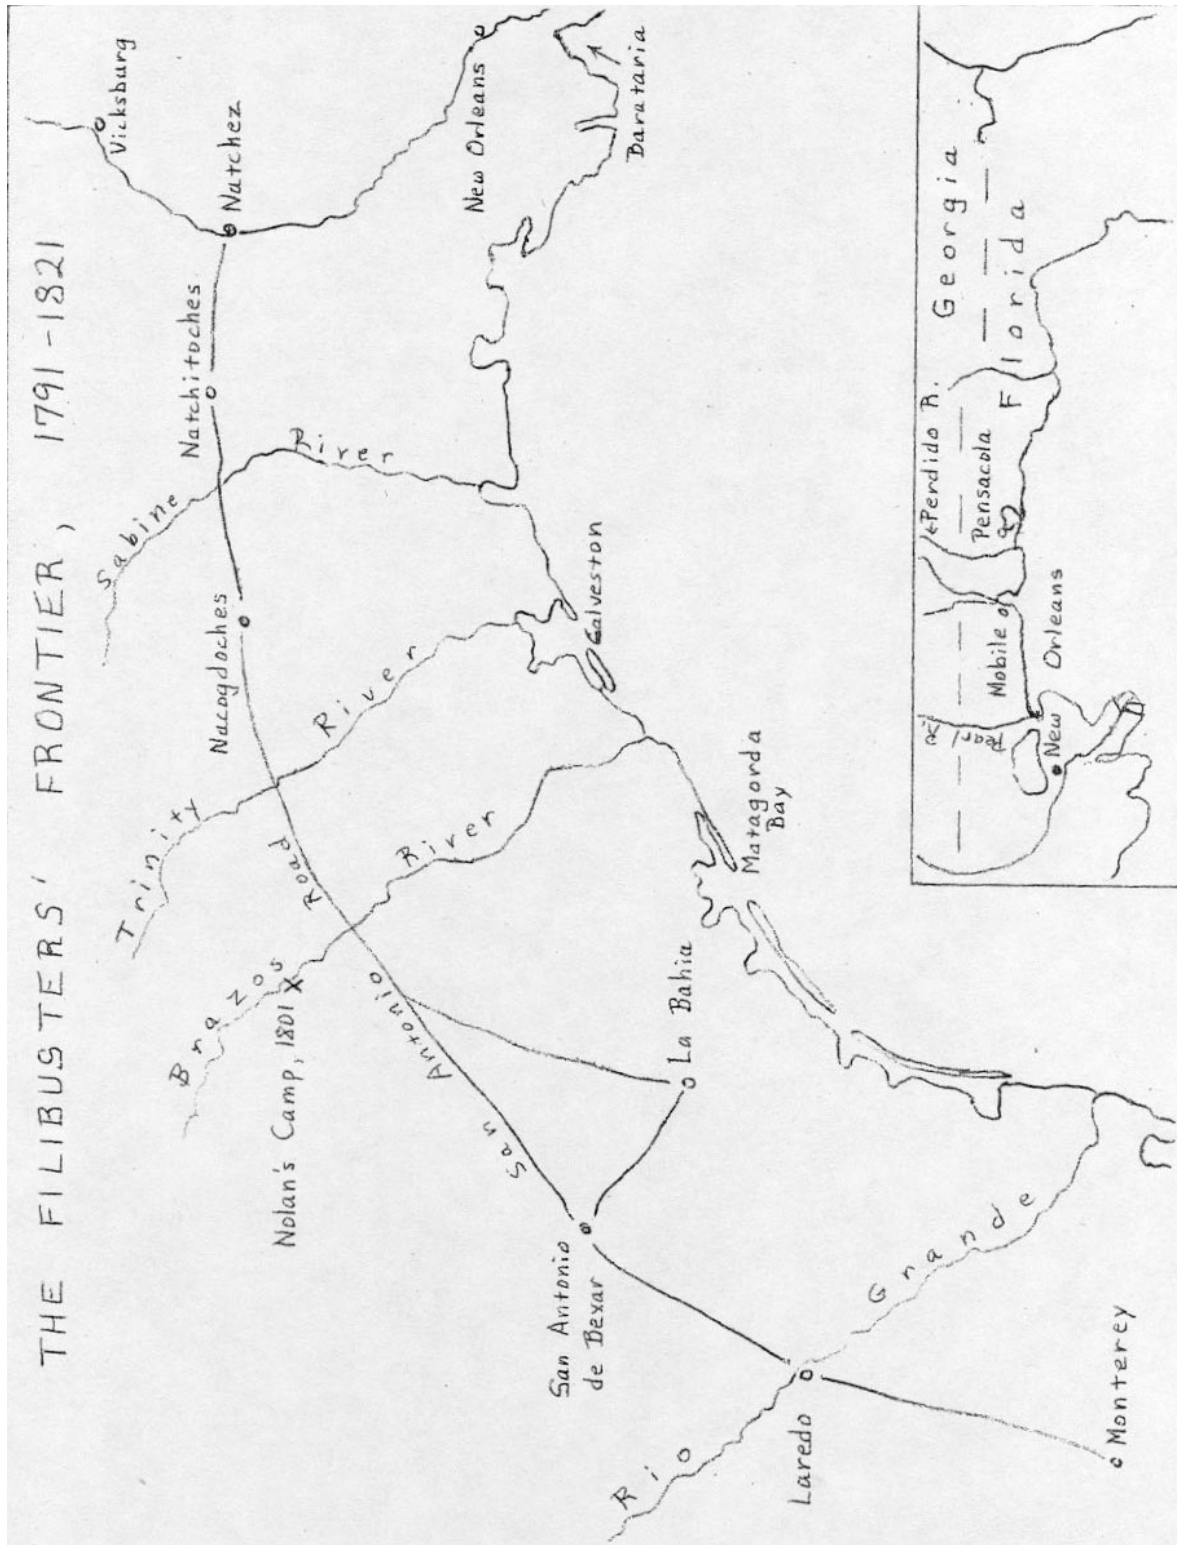 THE FILIBUSTERS' FRONTIER, 1791-1821
Vicksburg
Natchez
Natchitoches
Sabine River
Nacogdoches
Trinity River
Brazos River
Nolan's Camp, 1801 X
San Antonio Road
New Orleans
Barataria
Galveston
Matagorda
Bay
La Bahia
San Antonio
de Bexar
Rio Grande
Laredo
Monterey
←Perdido R.
Georgia
Pearl Ri.
Pensacola
Florida
Mobile
New Orleans